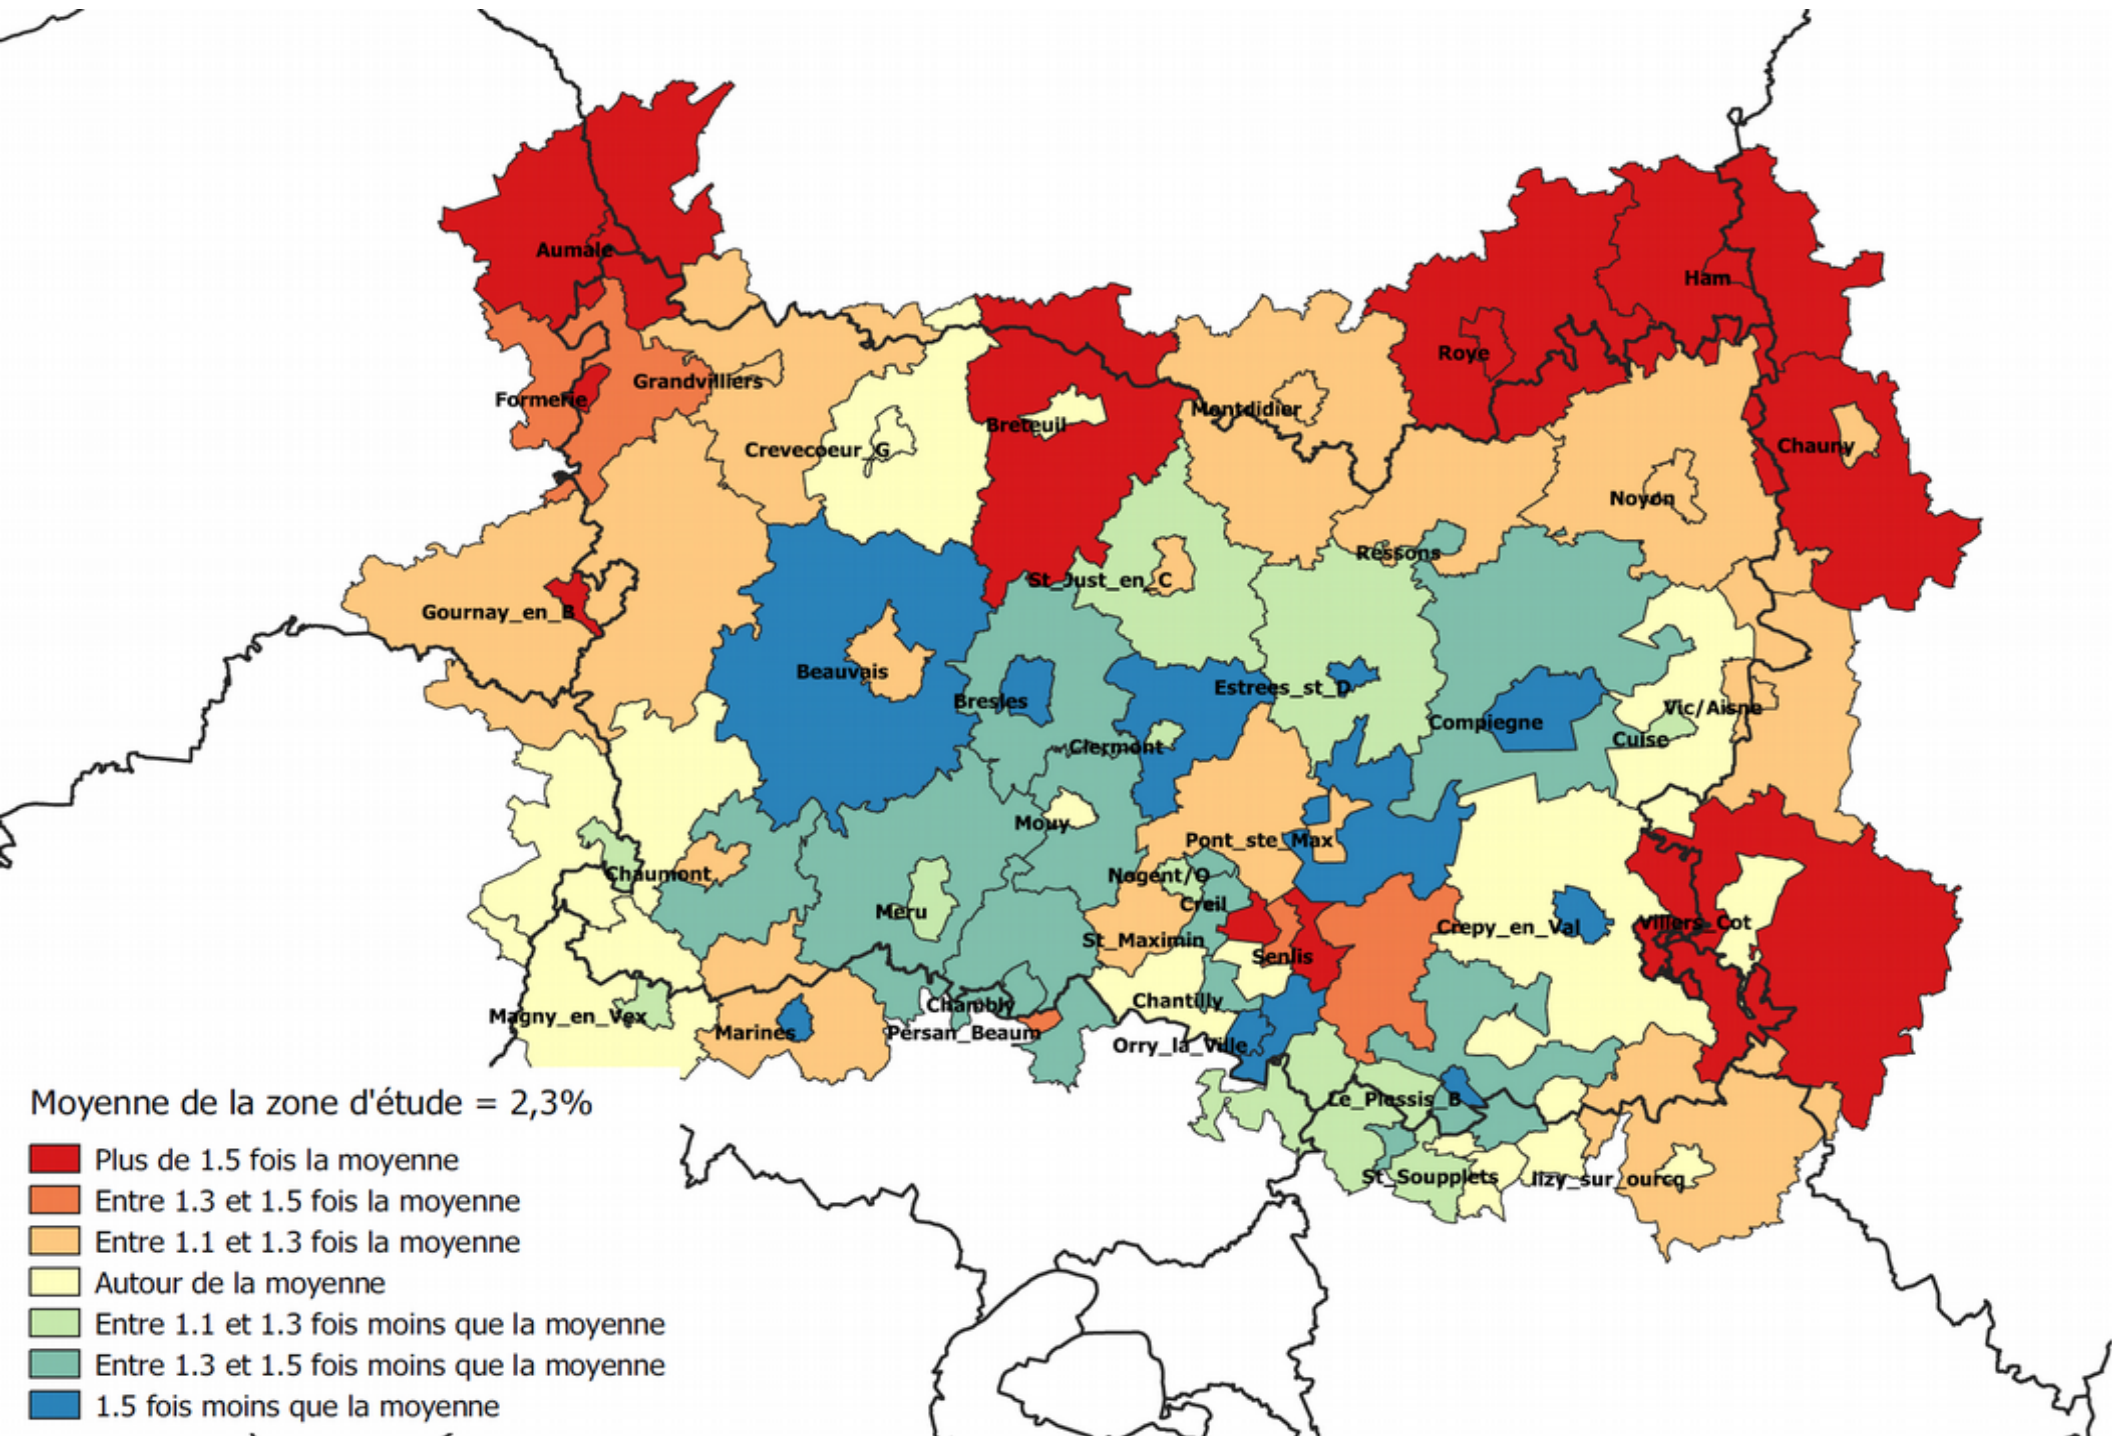 Aumale
Ham
Roye
Grandvilliers
Formerie
Montdidier
Breteuil
Crevecoeur_G
Chauny
Noyon
Ressons
St_Just_en_C
Gournay_en_B
Beauvais
Estrees_st_D
Bresles
Vic/Aisne
Compiegne
Cuise
Clermont
Mouy
Pont_ste_Max
Chaumont
Nogent/O
Creil
Meru
Villers_Cot
Crepy_en_Val
St_Maximin
Senlis
Chantilly
Chambly
Magny_en_Vex
Marines
Persan_Beaum
Orry_la_Ville
Le_Plessis_B
St_Soupplets
lizy_sur_ourcq
Moyenne de la zone d'étude = 2,3%
Plus de 1.5 fois la moyenne
Entre 1.3 et 1.5 fois la moyenne
Entre 1.1 et 1.3 fois la moyenne
Autour de la moyenne
Entre 1.1 et 1.3 fois moins que la moyenne
Entre 1.3 et 1.5 fois moins que la moyenne
1.5 fois moins que la moyenne